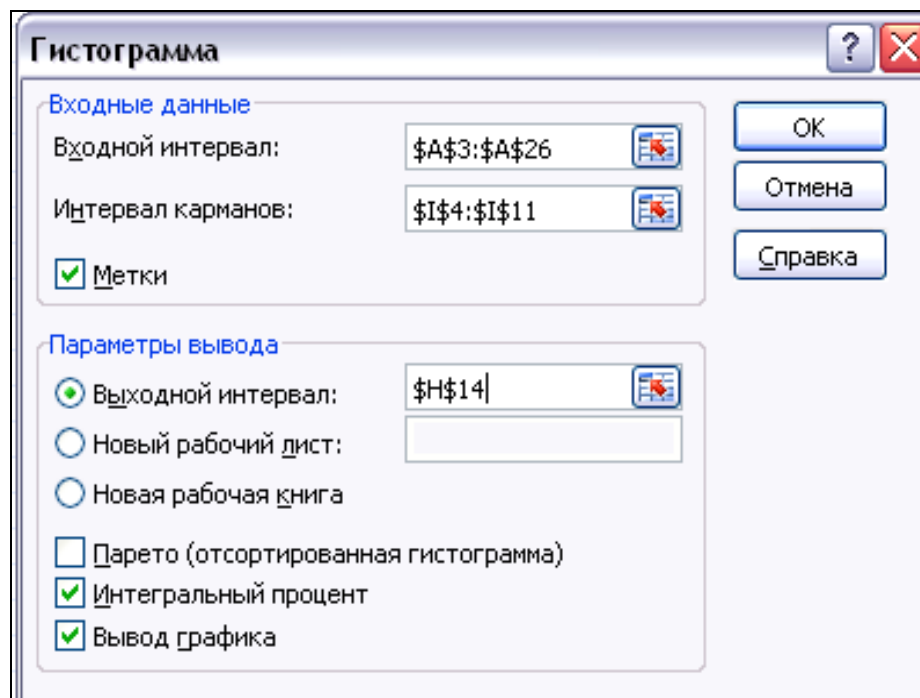 Гистограмма
Входные данные
Входной интервал: $A$3:$A$26
Интервал карманов: $I$4:$I$11
Метки
ОК
Отмена
Справка
Параметры вывода
Выходной интервал: $H$14
Новый рабочий лист:
Новая рабочая книга
Парето (отсортированная гистограмма)
Интегральный процент
Вывод графика